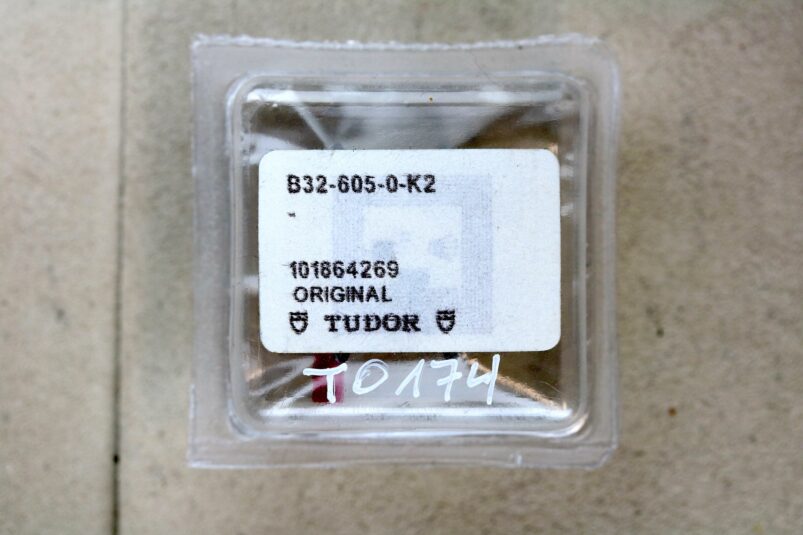 B32-605-0-K2
-
101864269
ORIGINAL
TUDOR
T0174